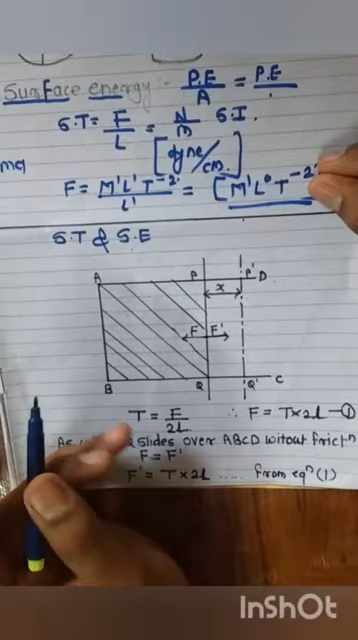 Surface energy :- P.E/A = P.E/
S.T = F/L = N/m S.I.
[dyne/cm.]
F = M¹L¹T⁻²/L¹ = [M¹L⁰T⁻²
S.T & S.E
A P P' D
x
F F'
B Q Q' C
T = F/2L ∴ F = T×2L —①
slides over ABCD witout frictn
F = F'
F' = T×2L ..... from eqⁿ(1)
InShOt